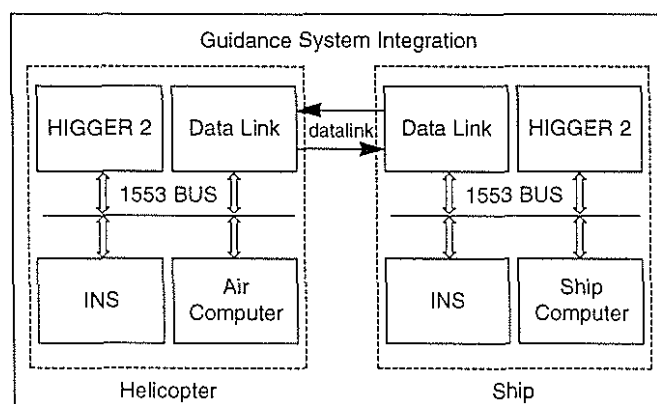 Guidance System Integration
HIGGER 2
Data Link
datalink
Data Link
HIGGER 2
1553 BUS
1553 BUS
INS
Air
Computer
INS
Ship
Computer
Helicopter
Ship